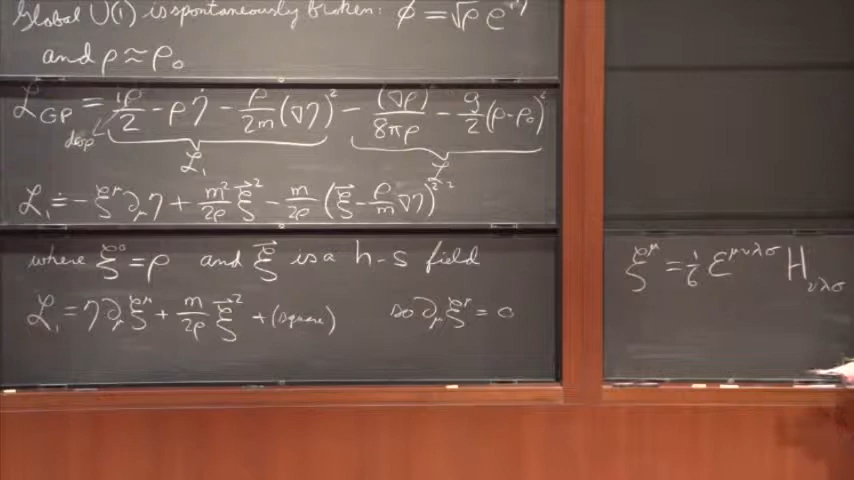 Global U(1) is spontaneously broken: φ = √ρ e^{iη}
and ρ ≈ ρ₀
ℒ_GP = iρ̇/2 − ρη̇ − ρ/2m (∇η)² − (∇ρ)²/8πρ − g/2 (ρ−ρ₀)²
drop
ℒ₁ ℒ₂
ℒ₁ ≐ −ξ^μ ∂_μ η + m²/2ρ ξ⃗² − m/2ρ (ξ⃗ − ρ/m ∇η)²
where ξ⁰ = ρ and ξ⃗ is a h-s field
ℒ₁ = η∂_μ ξ^μ + m/2ρ ξ⃗² + (square) so ∂_μ ξ^μ = 0
ξ^μ = 1/6 ε^{μνλσ} H_{νλσ}